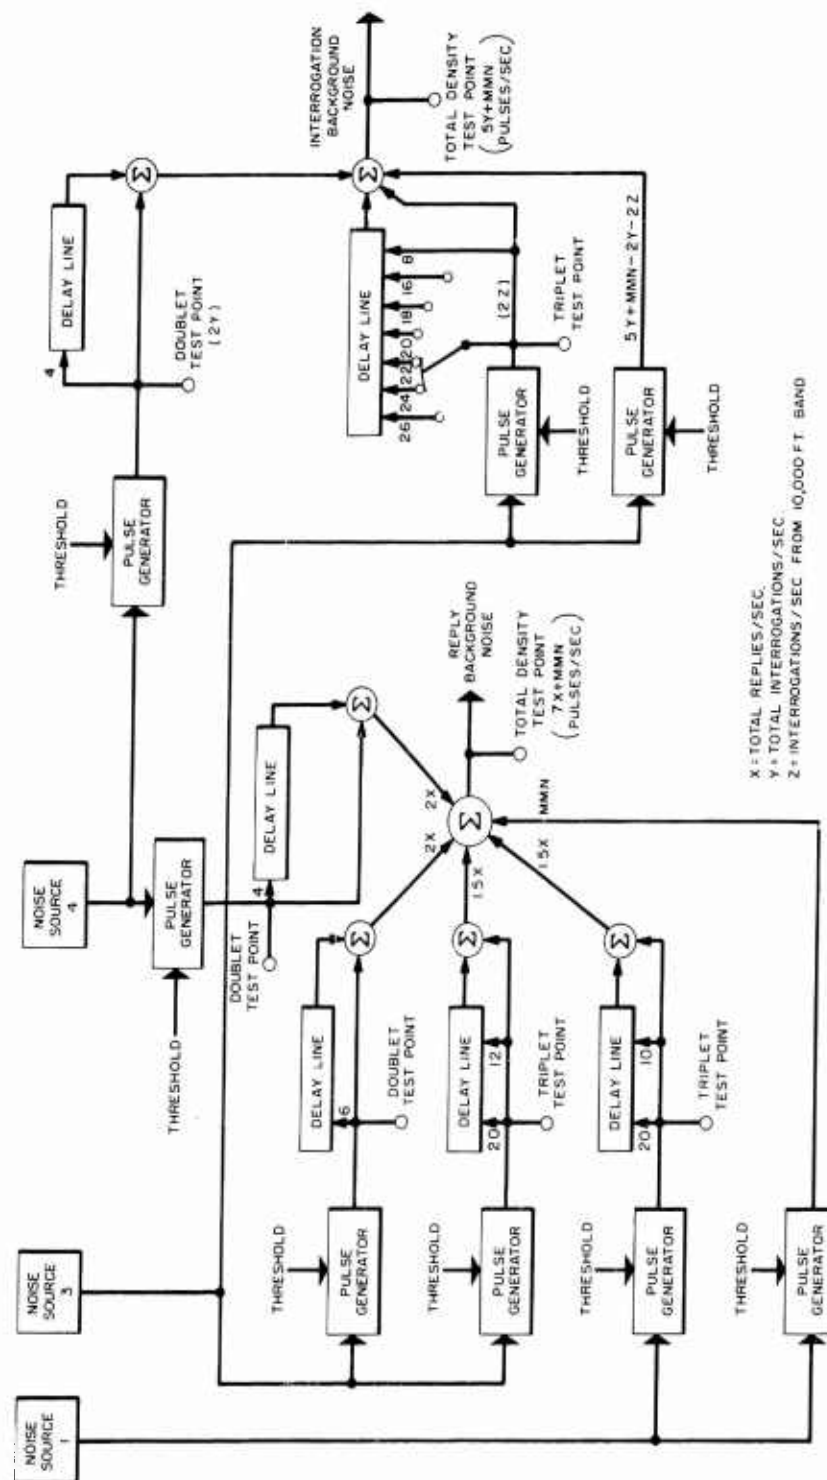 INTERROGATION
BACKGROUND
NOISE
TOTAL DENSITY
TEST POINT
(5Y+MMN
PULSES/SEC)
Σ
DELAY LINE
4
DOUBLET
TEST POINT
(2Y)
THRESHOLD
PULSE
GENERATOR
Σ
DELAY LINE
26
24
22
20
18
16
8
(2Z)
TRIPLET
TEST POINT
PULSE
GENERATOR
THRESHOLD
5Y+MMN-2Y-2Z
PULSE
GENERATOR
THRESHOLD
NOISE
SOURCE
4
PULSE
GENERATOR
THRESHOLD
4
DELAY LINE
DOUBLET
TEST POINT
Σ
REPLY
BACKGROUND
NOISE
TOTAL DENSITY
TEST POINT
(7X+MMN
PULSES/SEC)
Σ
2X
2X
1.5X
1.5X
MMN
NOISE
SOURCE
3
NOISE
SOURCE
1
THRESHOLD
PULSE
GENERATOR
DELAY LINE
6
DOUBLET
TEST POINT
Σ
THRESHOLD
PULSE
GENERATOR
DELAY LINE
20
12
TRIPLET
TEST POINT
Σ
THRESHOLD
PULSE
GENERATOR
DELAY LINE
20
10
TRIPLET
TEST POINT
Σ
THRESHOLD
PULSE
GENERATOR
X = TOTAL REPLIES/SEC.
Y = TOTAL INTERROGATIONS/SEC.
Z = INTERROGATIONS/SEC FROM 10,000 FT. BAND